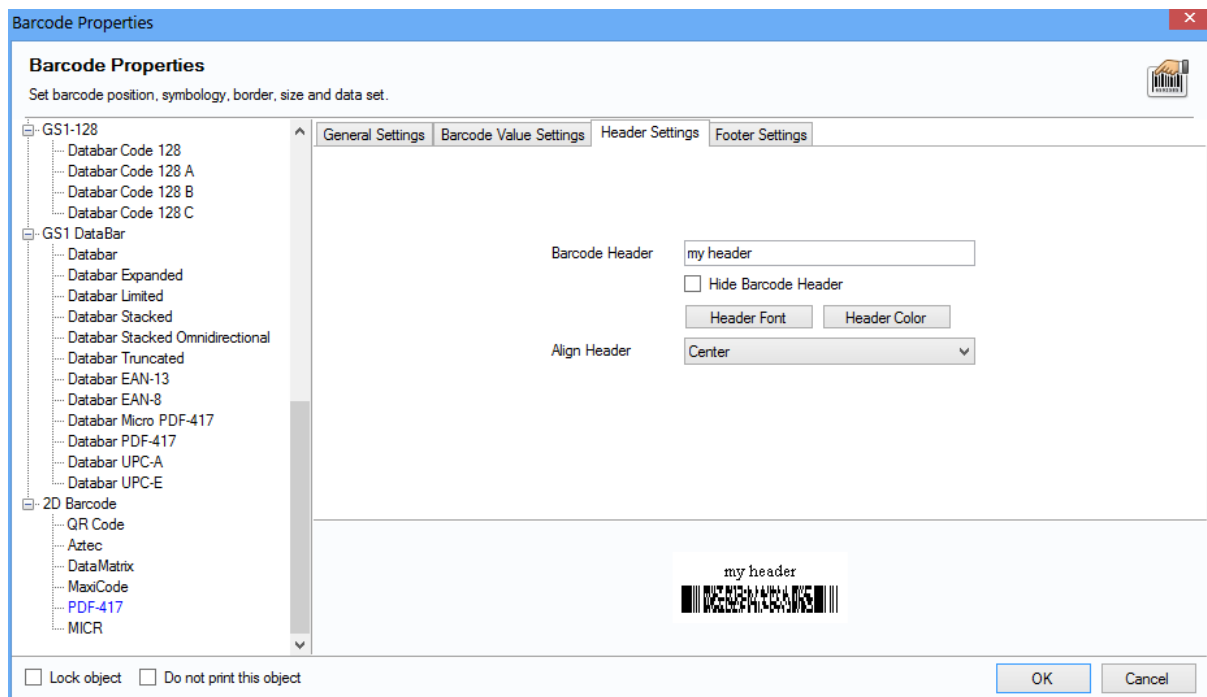 Barcode Properties
Barcode Properties
Set barcode position, symbology, border, size and data set.
GS1-128
Databar Code 128
Databar Code 128 A
Databar Code 128 B
Databar Code 128 C
GS1 DataBar
Databar
Databar Expanded
Databar Limited
Databar Stacked
Databar Stacked Omnidirectional
Databar Truncated
Databar EAN-13
Databar EAN-8
Databar Micro PDF-417
Databar PDF-417
Databar UPC-A
Databar UPC-E
2D Barcode
QR Code
Aztec
DataMatrix
MaxiCode
PDF-417
MICR
General Settings Barcode Value Settings Header Settings Footer Settings
Barcode Header my header
Hide Barcode Header
Header Font Header Color
Align Header Center
my header
Lock object Do not print this object OK Cancel